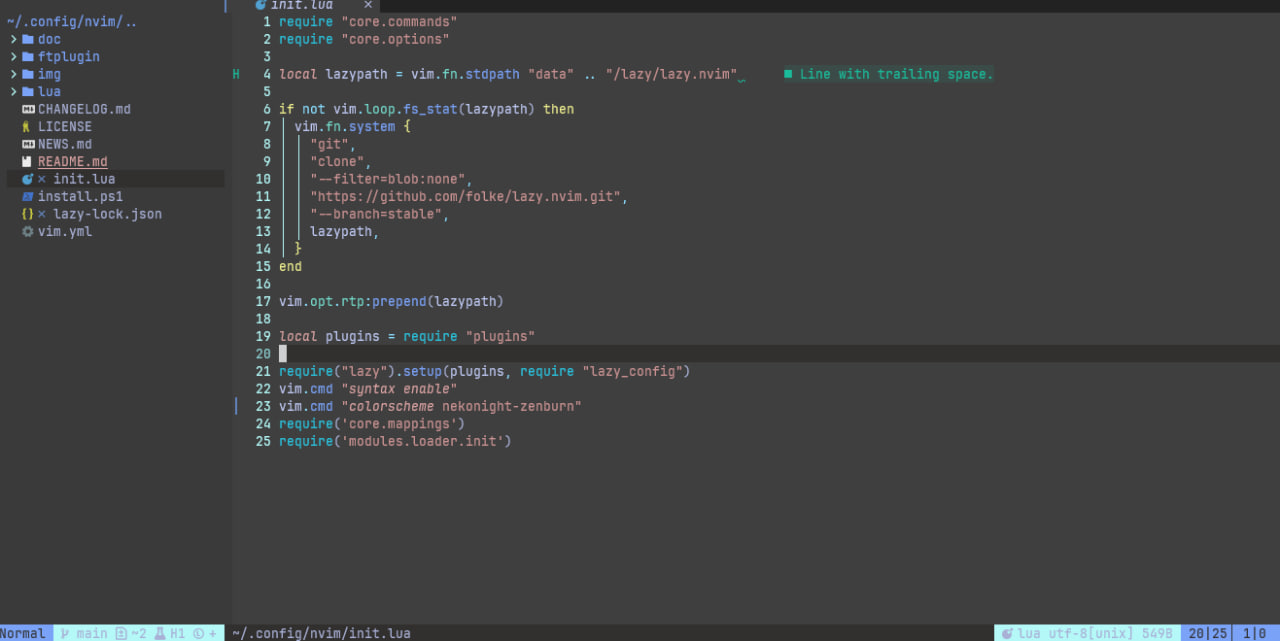 init.lua ×
~/.config/nvim/..
doc
ftplugin
img
lua
CHANGELOG.md
LICENSE
NEWS.md
README.md
× init.lua
install.ps1
{} × lazy-lock.json
vim.yml
1 require "core.commands"
2 require "core.options"
3
H 4 local lazypath = vim.fn.stdpath "data" .. "/lazy/lazy.nvim" ■ Line with trailing space.
5
6 if not vim.loop.fs_stat(lazypath) then
7 vim.fn.system {
8 "git",
9 "clone",
10 "--filter=blob:none",
11 "https://github.com/folke/lazy.nvim.git",
12 "--branch=stable",
13 lazypath,
14 }
15 end
16
17 vim.opt.rtp:prepend(lazypath)
18
19 local plugins = require "plugins"
20
21 require("lazy").setup(plugins, require "lazy_config")
22 vim.cmd "syntax enable"
23 vim.cmd "colorscheme nekonight-zenburn"
24 require('core.mappings')
25 require('modules.loader.init')
Normal main ~2 H1 + ~/.config/nvim/init.lua lua utf-8[unix] 549B 20|25 1|0